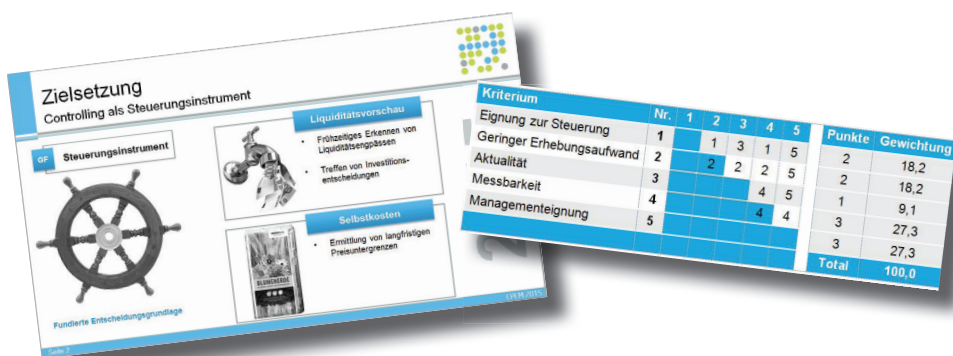 Zielsetzung
Controlling als Steuerungsinstrument
GF
Steuerungsinstrument
Fundierte Entscheidungsgrundlage
Liquiditätsvorschau
• Frühzeitiges Erkennen von
Liquiditätsengpässen
• Treffen von Investitions-
entscheidungen
Selbstkosten
BLUMENERDE
• Ermittlung von langfristigen
Preisuntergrenzen
Seite 2
LPEM 2015
Kriterium Nr. 1 2 3 4 5 Punkte Gewichtung
Eignung zur Steuerung 1 1 3 1 5 2 18,2
Geringer Erhebungsaufwand 2 2 2 2 5 2 18,2
Aktualität 3 4 5 1 9,1
Messbarkeit 4 4 4 3 27,3
Managementeignung 5 3 27,3
Total 100,0